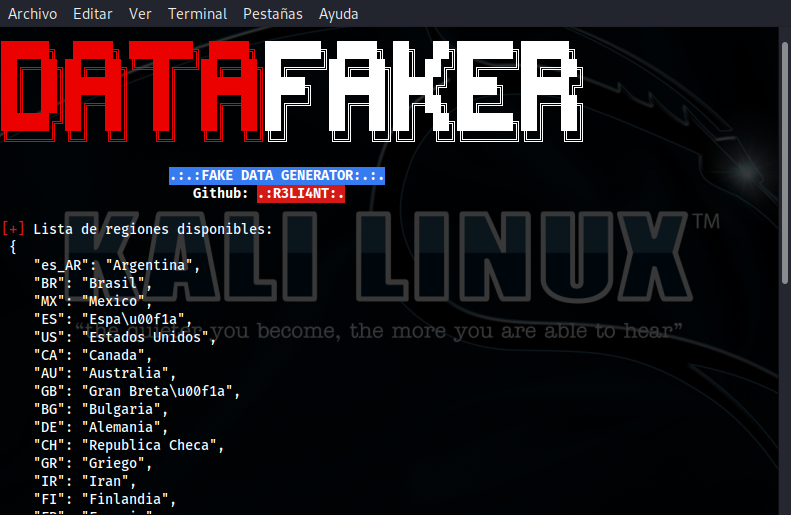 Archivo Editar Ver Terminal Pestañas Ayuda
DATAFAKER
.:.:FAKE DATA GENERATOR:.:.
Github: .:R3LI4NT:.
[+] Lista de regiones disponibles:
{
"es_AR": "Argentina",
"BR": "Brasil",
"MX": "Mexico",
"ES": "Espa\u00f1a",
"US": "Estados Unidos",
"CA": "Canada",
"AU": "Australia",
"GB": "Gran Breta\u00f1a",
"BG": "Bulgaria",
"DE": "Alemania",
"CH": "Republica Checa",
"GR": "Griego",
"IR": "Iran",
"FI": "Finlandia",
KALI LINUX™
“the quieter you become, the more you are able to hear”